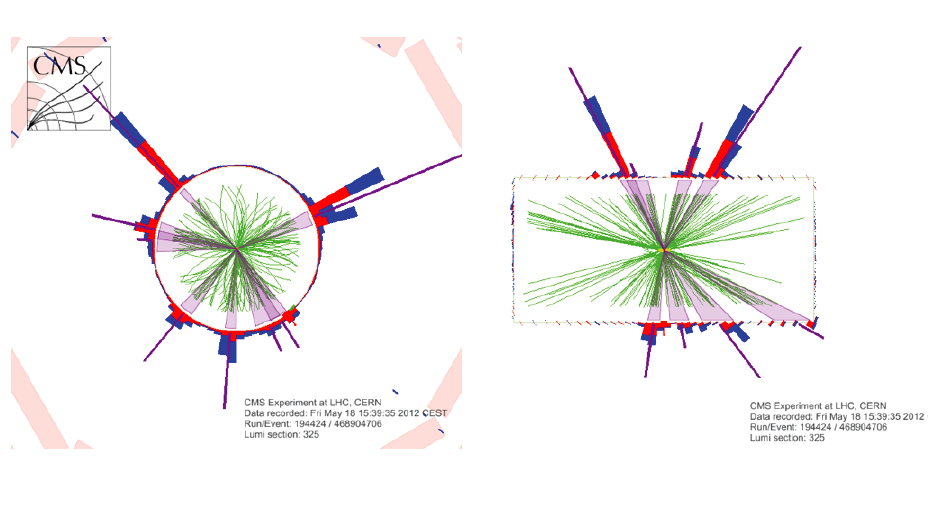 CMS
CMS Experiment at LHC, CERN
Data recorded: Fri May 18 15:39:35 2012 CEST
Run/Event: 194424 / 468904706
Lumi section: 325
CMS Experiment at LHC, CERN
Data recorded: Fri May 18 15:39:35 2012
Run/Event: 194424 / 468904706
Lumi section: 325